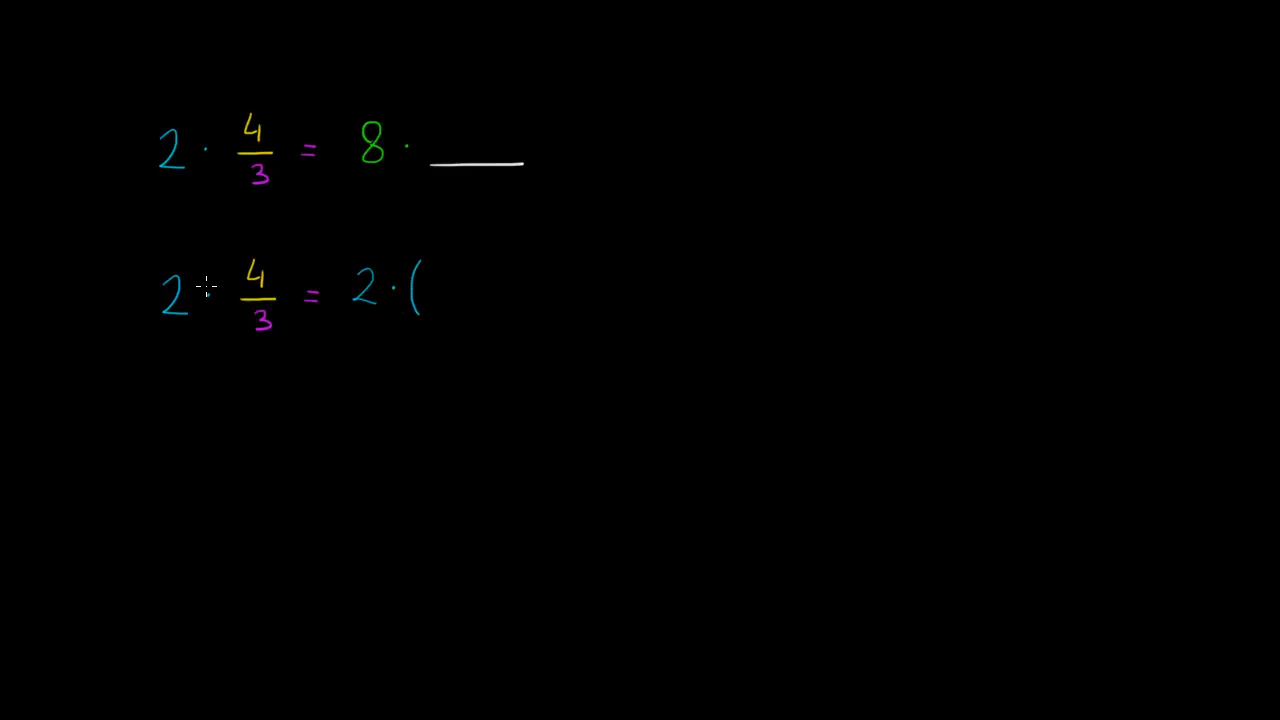 2 · 4/3 = 8 · ____
2 · 4/3 = 2 · (